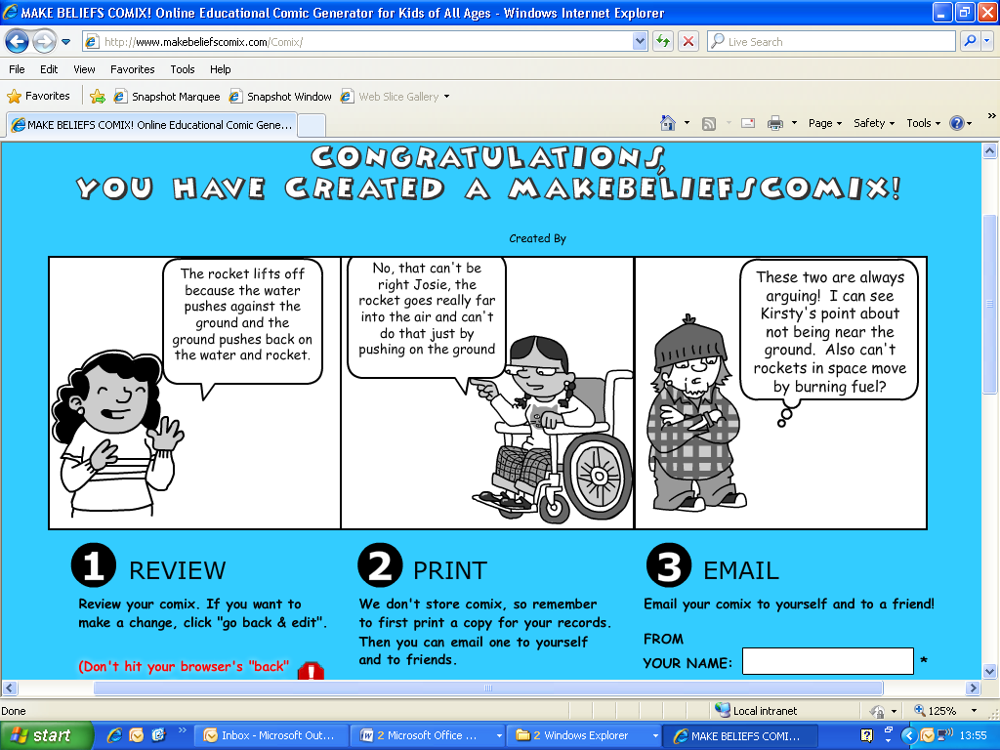 MAKE BELIEFS COMIX! Online Educational Comic Generator for Kids of All Ages - Windows Internet Explorer
http://www.makebeliefscomix.com/Comix/
Live Search
File Edit View Favorites Tools Help
Favorites Snapshot Marquee Snapshot Window Web Slice Gallery
MAKE BELIEFS COMIX! Online Educational Comic Gene...
Page Safety Tools »
CONGRATULATIONS,
YOU HAVE CREATED A MAKEBELIEFSCOMIX!
Created By
The rocket lifts off
because the water
pushes against the
ground and the
ground pushes back on
the water and rocket.
No, that can't be
right Josie, the
rocket goes really far
into the air and can't
do that just by
pushing on the ground
These two are always
arguing! I can see
Kirsty's point about
not being near the
ground. Also can't
rockets in space move
by burning fuel?
1 REVIEW
Review your comix. If you want to
make a change, click "go back & edit".
(Don't hit your browser's "back"
2 PRINT
We don't store comix, so remember
to first print a copy for your records.
Then you can email one to yourself
and to friends.
3 EMAIL
Email your comix to yourself and to a friend!
FROM
YOUR NAME: *
Done Local intranet 125%
start » Inbox - Microsoft Out... 2 Microsoft Office ... 2 Windows Explorer MAKE BELIEFS COMI... 13:55